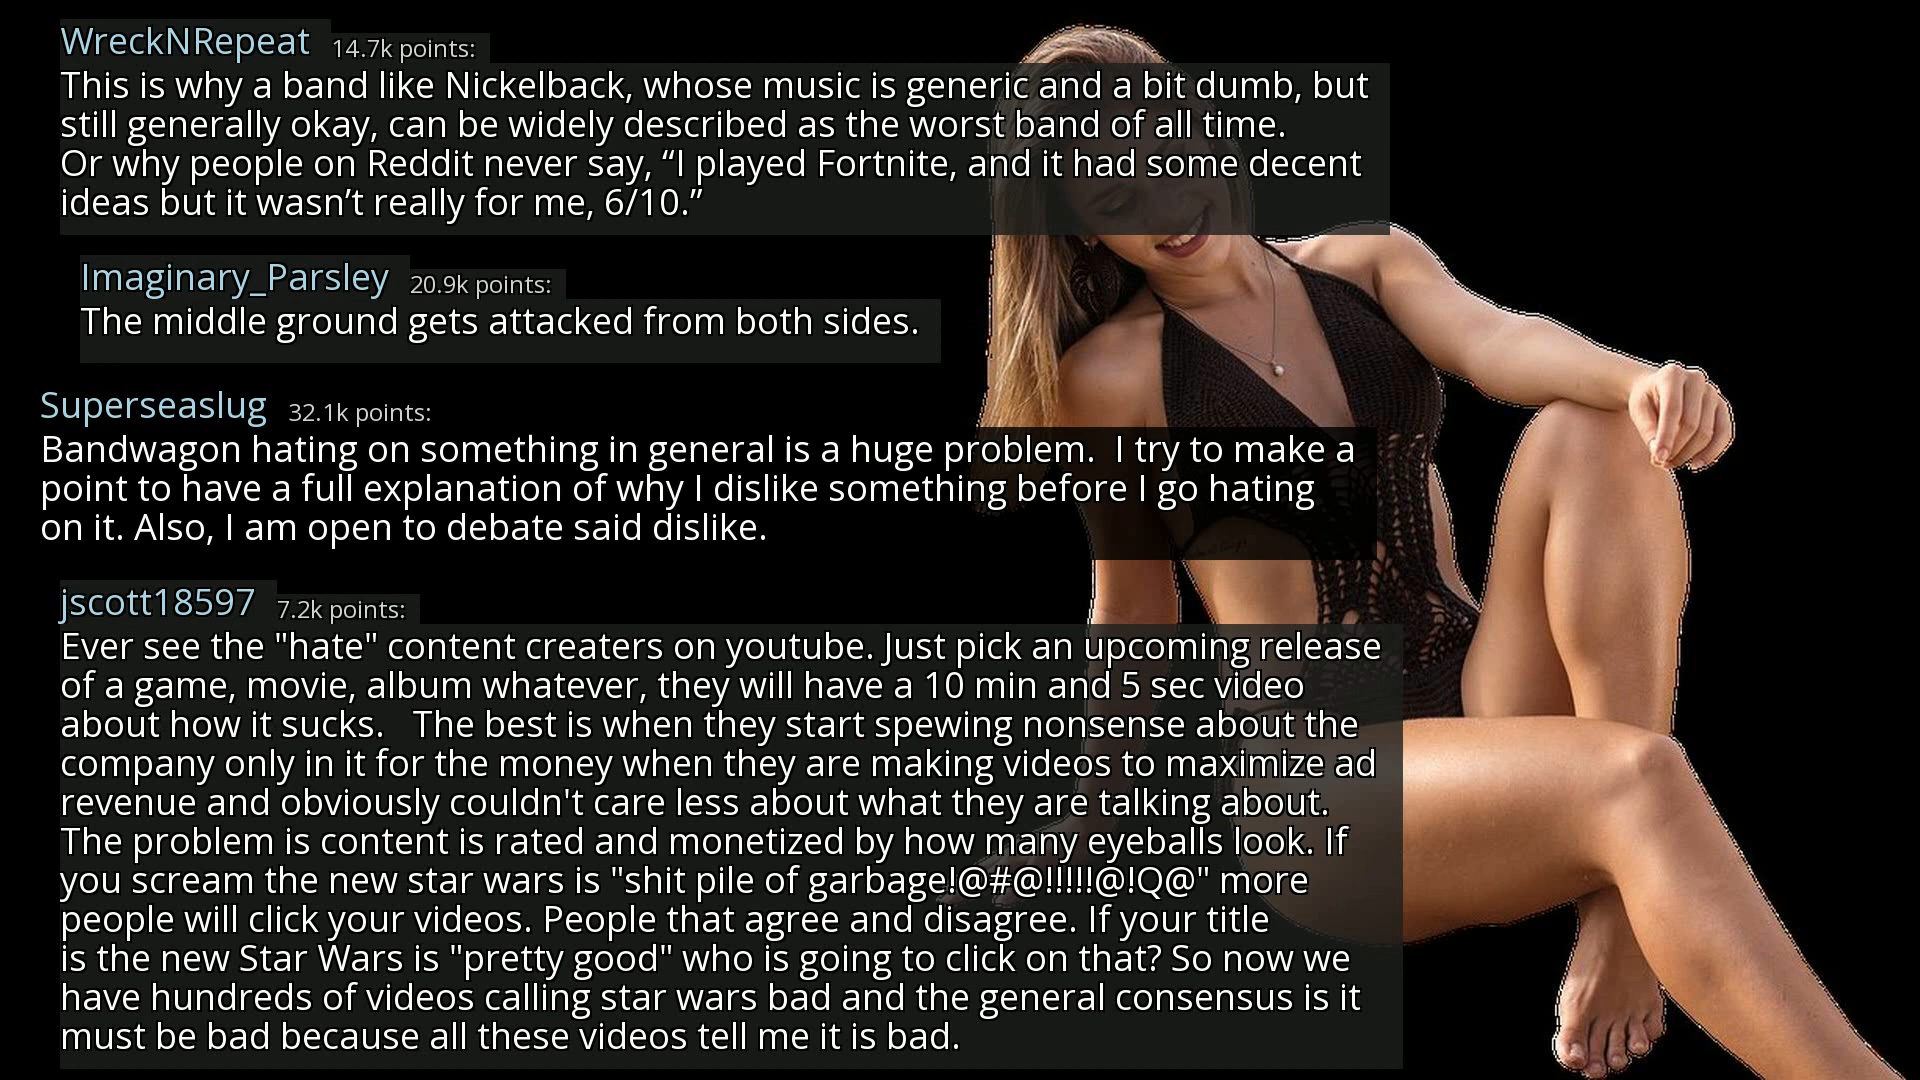 WreckNRepeat 14.7k points:
This is why a band like Nickelback, whose music is generic and a bit dumb, but
still generally okay, can be widely described as the worst band of all time.
Or why people on Reddit never say, “I played Fortnite, and it had some decent
ideas but it wasn’t really for me, 6/10.”
Imaginary_Parsley 20.9k points:
The middle ground gets attacked from both sides.
Superseaslug 32.1k points:
Bandwagon hating on something in general is a huge problem.  I try to make a
point to have a full explanation of why I dislike something before I go hating
on it. Also, I am open to debate said dislike.
jscott18597 7.2k points:
Ever see the "hate" content creaters on youtube. Just pick an upcoming release
of a game, movie, album whatever, they will have a 10 min and 5 sec video
about how it sucks.   The best is when they start spewing nonsense about the
company only in it for the money when they are making videos to maximize ad
revenue and obviously couldn't care less about what they are talking about.
The problem is content is rated and monetized by how many eyeballs look. If
you scream the new star wars is "shit pile of garbage!@#@!!!!!@!Q@" more
people will click your videos. People that agree and disagree. If your title
is the new Star Wars is "pretty good" who is going to click on that? So now we
have hundreds of videos calling star wars bad and the general consensus is it
must be bad because all these videos tell me it is bad.